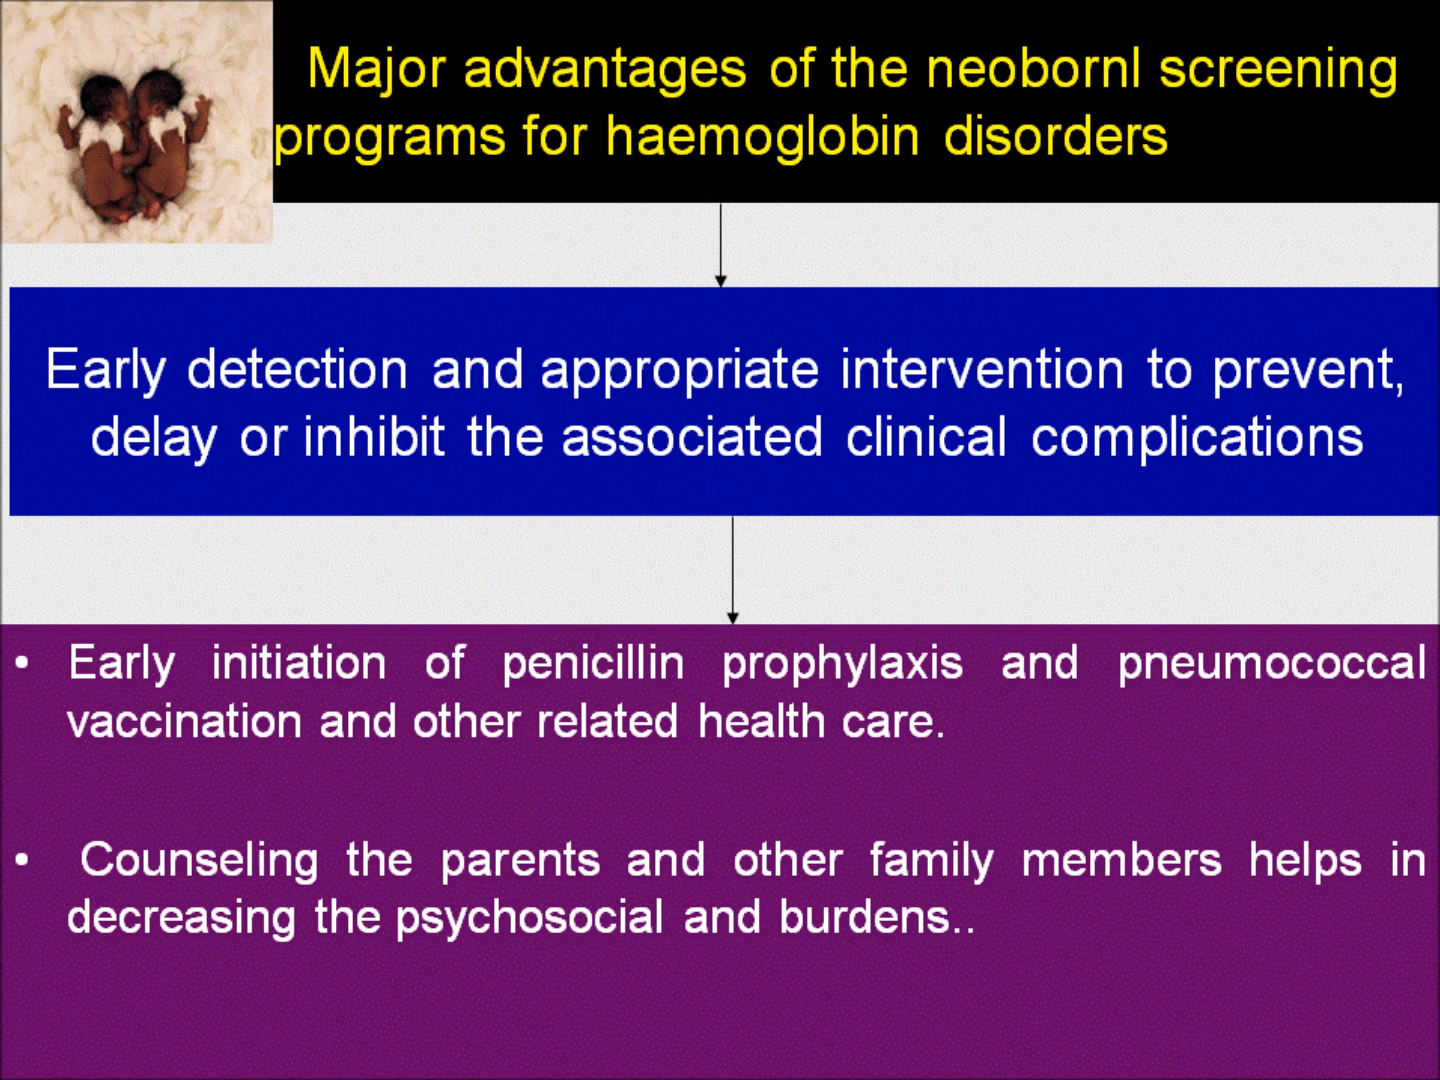 Major advantages of the neobornl screening
programs for haemoglobin disorders
Early detection and appropriate intervention to prevent,
delay or inhibit the associated clinical complications
• Early initiation of penicillin prophylaxis and pneumococcal
vaccination and other related health care.
• Counseling the parents and other family members helps in
decreasing the psychosocial and burdens..